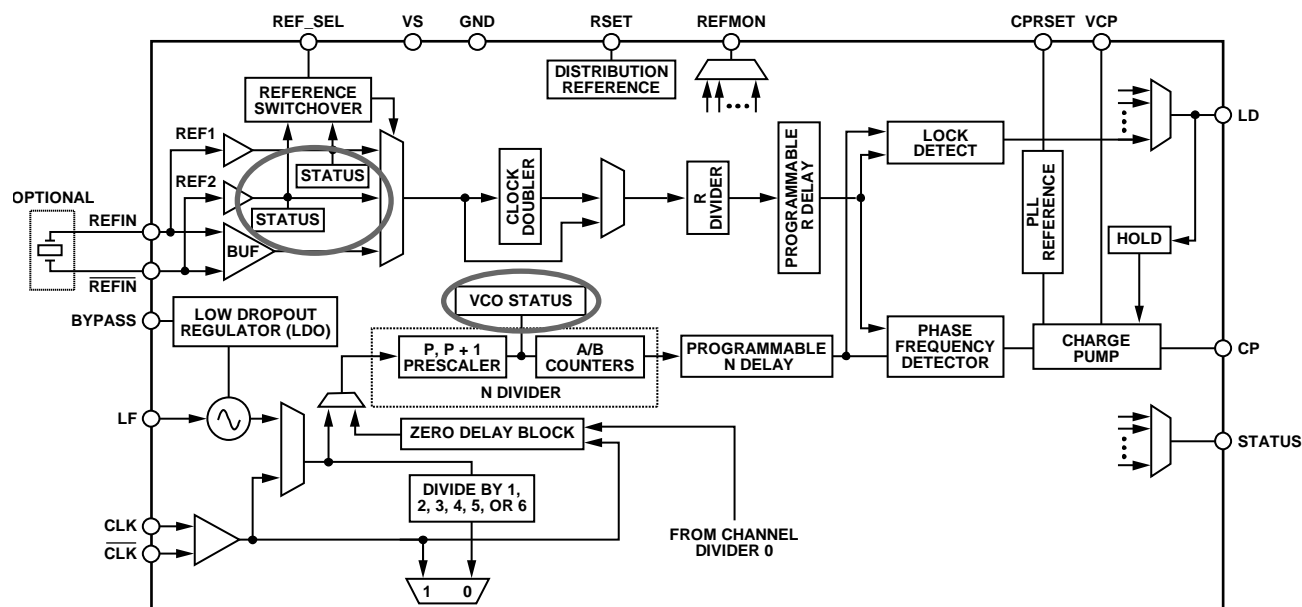 REF_SEL
VS
GND
RSET
REFMON
CPRSET
VCP
REFERENCE
SWITCHOVER
DISTRIBUTION
REFERENCE
REF1
REF2
STATUS
STATUS
BUF
OPTIONAL
REFIN
REFIN
CLOCK
DOUBLER
R
DIVIDER
PROGRAMMABLE
R DELAY
LOCK
DETECT
PLL
REFERENCE
LD
HOLD
BYPASS
LOW DROPOUT
REGULATOR (LDO)
VCO STATUS
P, P + 1
PRESCALER
A/B
COUNTERS
N DIVIDER
PROGRAMMABLE
N DELAY
PHASE
FREQUENCY
DETECTOR
CHARGE
PUMP
CP
LF
ZERO DELAY BLOCK
STATUS
DIVIDE BY 1,
2, 3, 4, 5, OR 6
CLK
CLK
FROM CHANNEL
DIVIDER 0
1 0